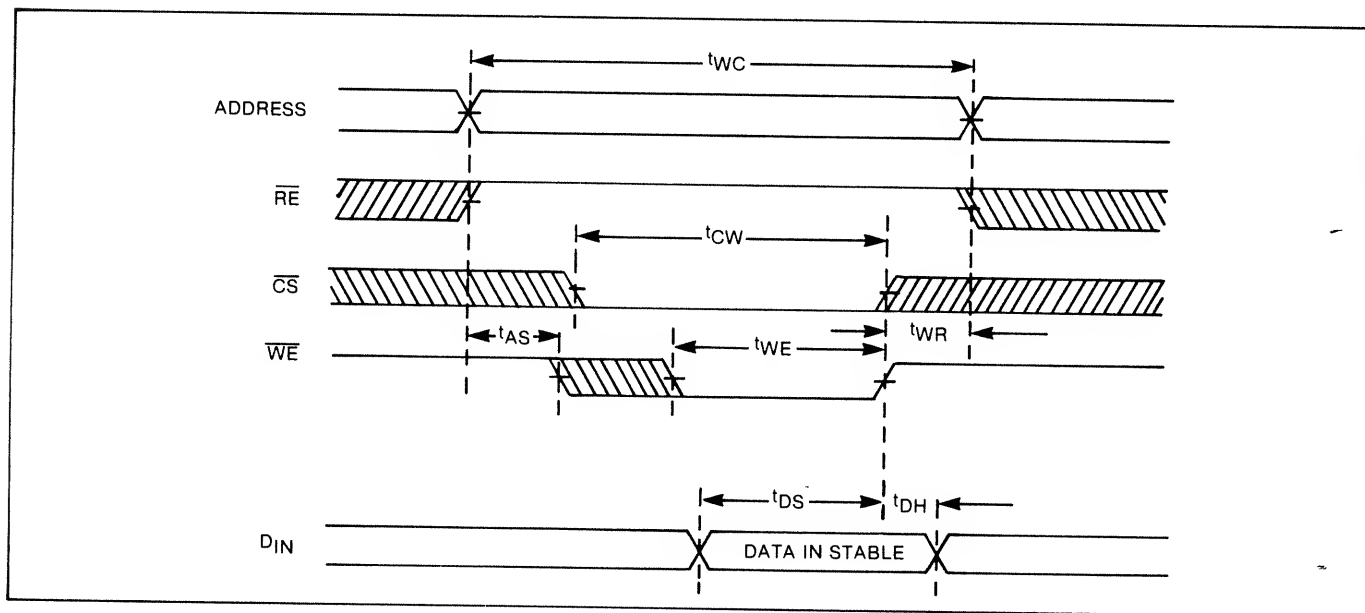 tWC
ADDRESS
RE
tCW
CS
tAS
tWR
WE
tWE
tDS
tDH
DIN
DATA IN STABLE